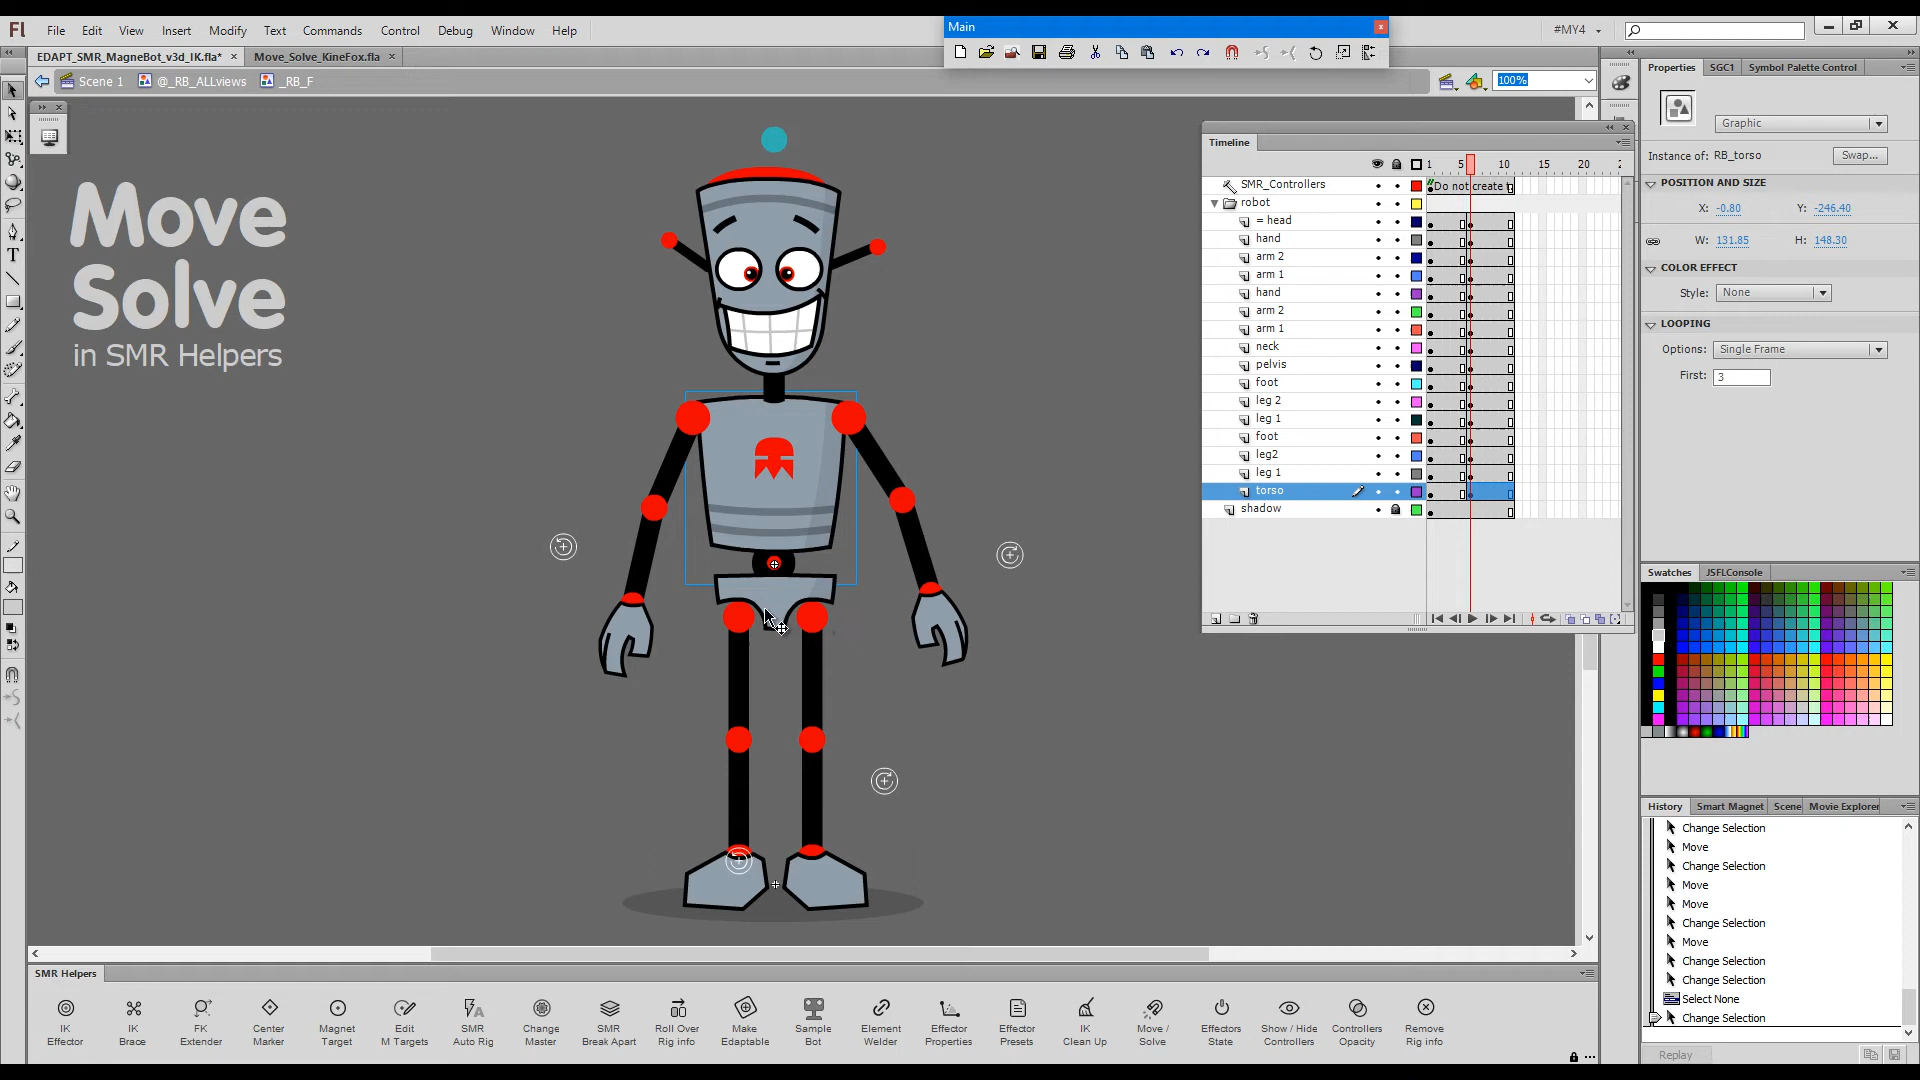 Main
Fl File Edit View Insert Text Commands Control Debug Window Help
#MY4
EDAPT_SMR_MagneBot_v3d_IK.fla*
Move_Solve_KineFox.fla
Scene 1 @_RB_ALLviews _RB_F
100%
Move
Solve
in SMR Helpers
Timeline
1 5 10 15 20
SMR_Controllers
robot
= head
hand
arm 2
arm 1
hand
arm 2
arm 1
neck
pelvis
foot
leg 2
leg 1
foot
leg2
leg 1
torso
shadow
Properties SGC1 Symbol Palette Control
Graphic
Instance of: RB_torso Swap...
POSITION AND SIZE
X: -0.80 Y: -246.40
W: 131.85 H: 148.30
COLOR EFFECT
Style: None
LOOPING
Options: Single Frame
First: 3
Swatches JSFLConsole
History Smart Magnet Scene Movie Explorer
Change Selection
Move
Change Selection
Move
Move
Change Selection
Move
Change Selection
Change Selection
Select None
Change Selection
Replay
SMR Helpers
IK Effector
IK Brace
FK Extender
Center Marker
Magnet Target
Edit M Targets
SMR Auto Rig
Change Master
SMR Break Apart
Roll Over Rig info
Make Adaptable
Sample Bot
Element Welder
Effector Properties
Effector Presets
IK Clean Up
Move / Solve
Effectors State
Show / Hide Controllers
Controllers Opacity
Remove Rig info